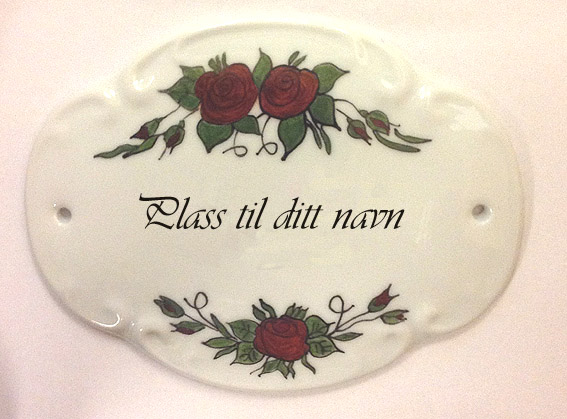 Plass til ditt navn